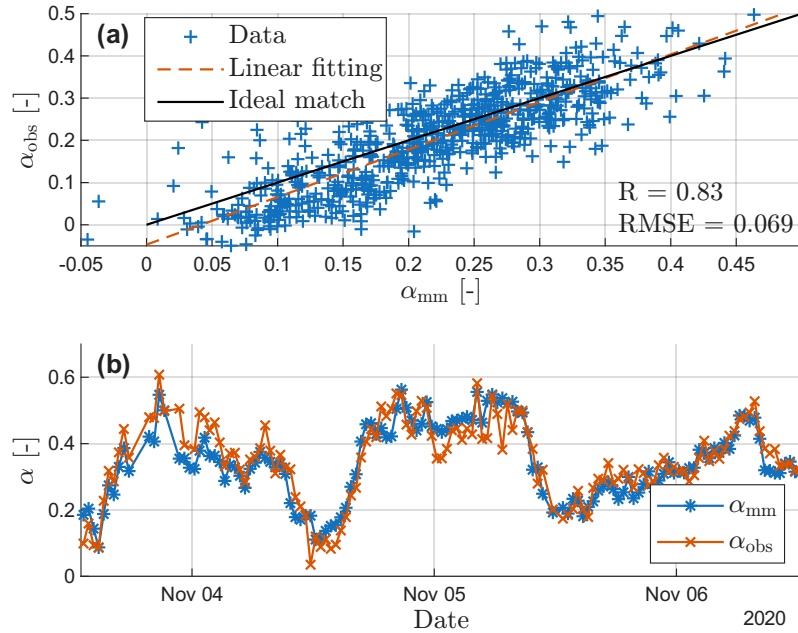 (a)
Data
Linear fitting
Ideal match
R = 0.83
RMSE = 0.069
0.5
0.4
0.3
0.2
0.1
0
α_obs [-]
-0.05 0 0.05 0.1 0.15 0.2 0.25 0.3 0.35 0.4 0.45
α_mm [-]
(b)
0.6
0.4
0.2
0
α [-]
α_mm
α_obs
Nov 04 Nov 05 Nov 06
Date
2020